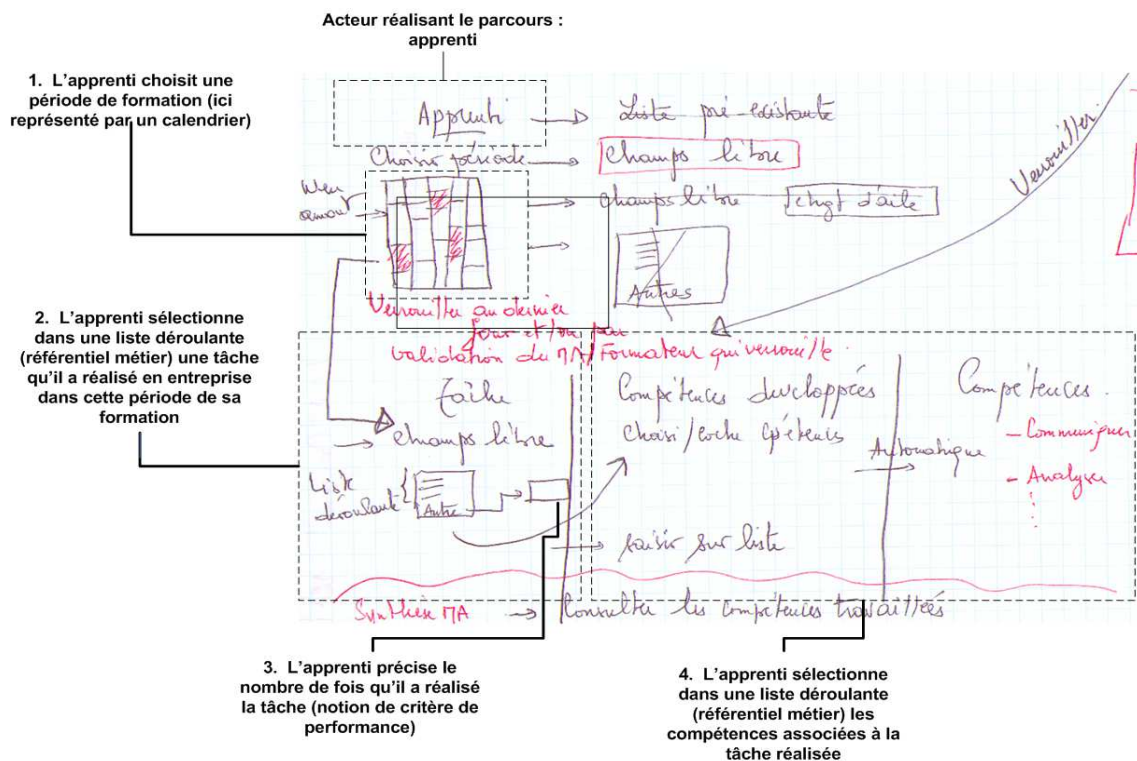 Acteur réalisant le parcours :
apprenti
1. L'apprenti choisit une
période de formation (ici
représenté par un calendrier)
Apprenti
Liste pré-existante
Choisir période
champs libre
champs libre
chgt d'aile
Verrouiller
Autres
Verrouiller au dernier
jour et/ou par
validation du MA/Formateur qui verrouille.
2. L'apprenti sélectionne
dans une liste déroulante
(référentiel métier) une tâche
qu'il a réalisé en entreprise
dans cette période de sa
formation
Tâche
champs libre
Liste
déroulante
Autre
Compétences developpées
choisi/coche cpétences
saisir sur liste
Automatique
Compétences.
- Communiquer
- Analyser
Synthèse MA
Consulter les compétences travaillées
3. L'apprenti précise le
nombre de fois qu'il a réalisé
la tâche (notion de critère de
performance)
4. L'apprenti sélectionne
dans une liste déroulante
(référentiel métier) les
compétences associées à la
tâche réalisée